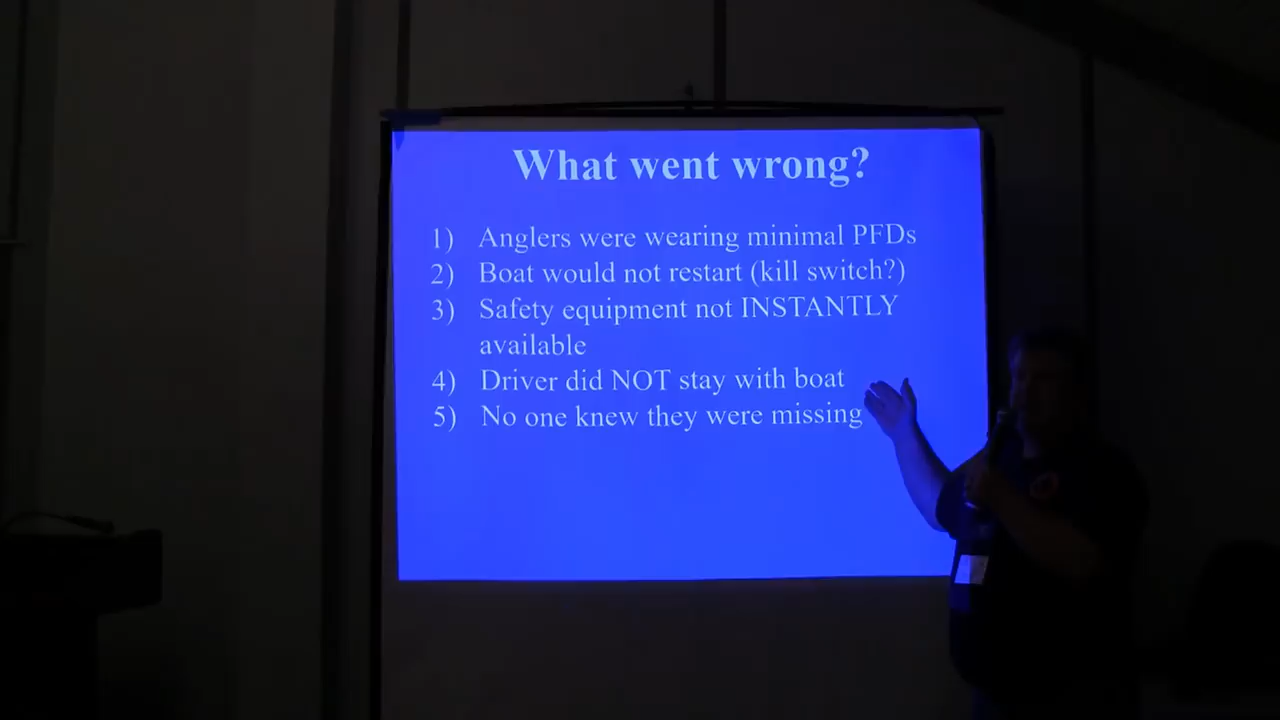 What went wrong?
1) Anglers were wearing minimal PFDs
2) Boat would not restart (kill switch?)
3) Safety equipment not INSTANTLY
available
4) Driver did NOT stay with boat
5) No one knew they were missing